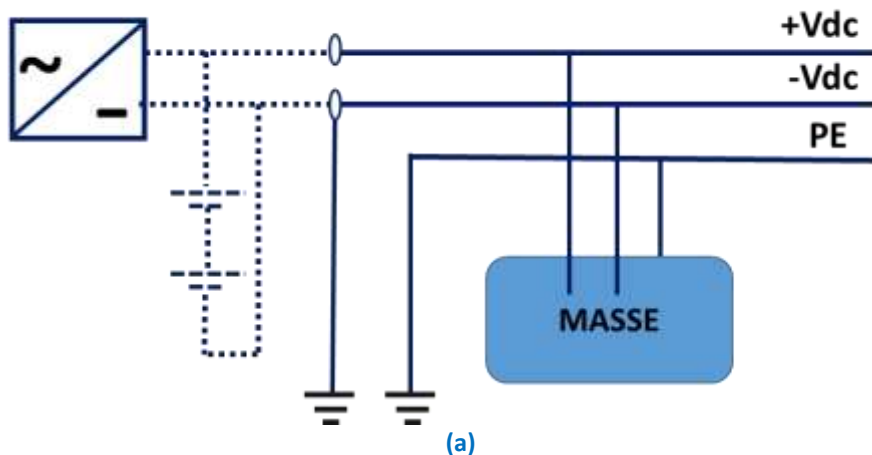 +Vdc
-Vdc
PE
~
-
MASSE
(a)